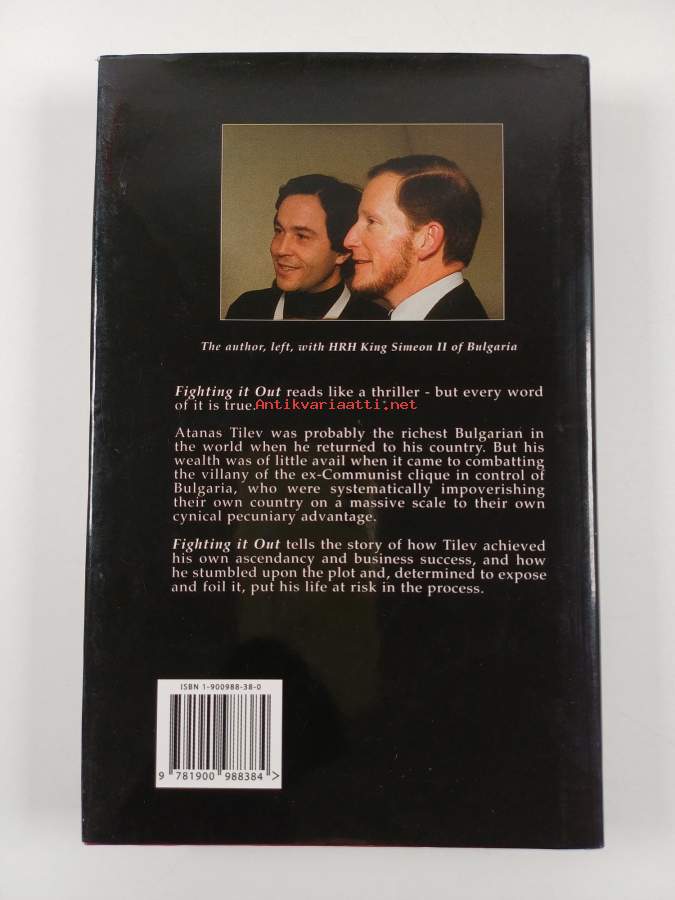 The author, left, with HRH King Simeon II of Bulgaria
Fighting it Out reads like a thriller - but every word
of it is true.
Antikvariaatti.net
Atanas Tilev was probably the richest Bulgarian in
the world when he returned to his country. But his
wealth was of little avail when it came to combatting
the villany of the ex-Communist clique in control of
Bulgaria, who were systematically impoverishing
their own country on a massive scale to their own
cynical pecuniary advantage.
Fighting it Out tells the story of how Tilev achieved
his own ascendancy and business success, and how
he stumbled upon the plot and, determined to expose
and foil it, put his life at risk in the process.
ISBN 1-900988-38-0
9 781900 988384 >